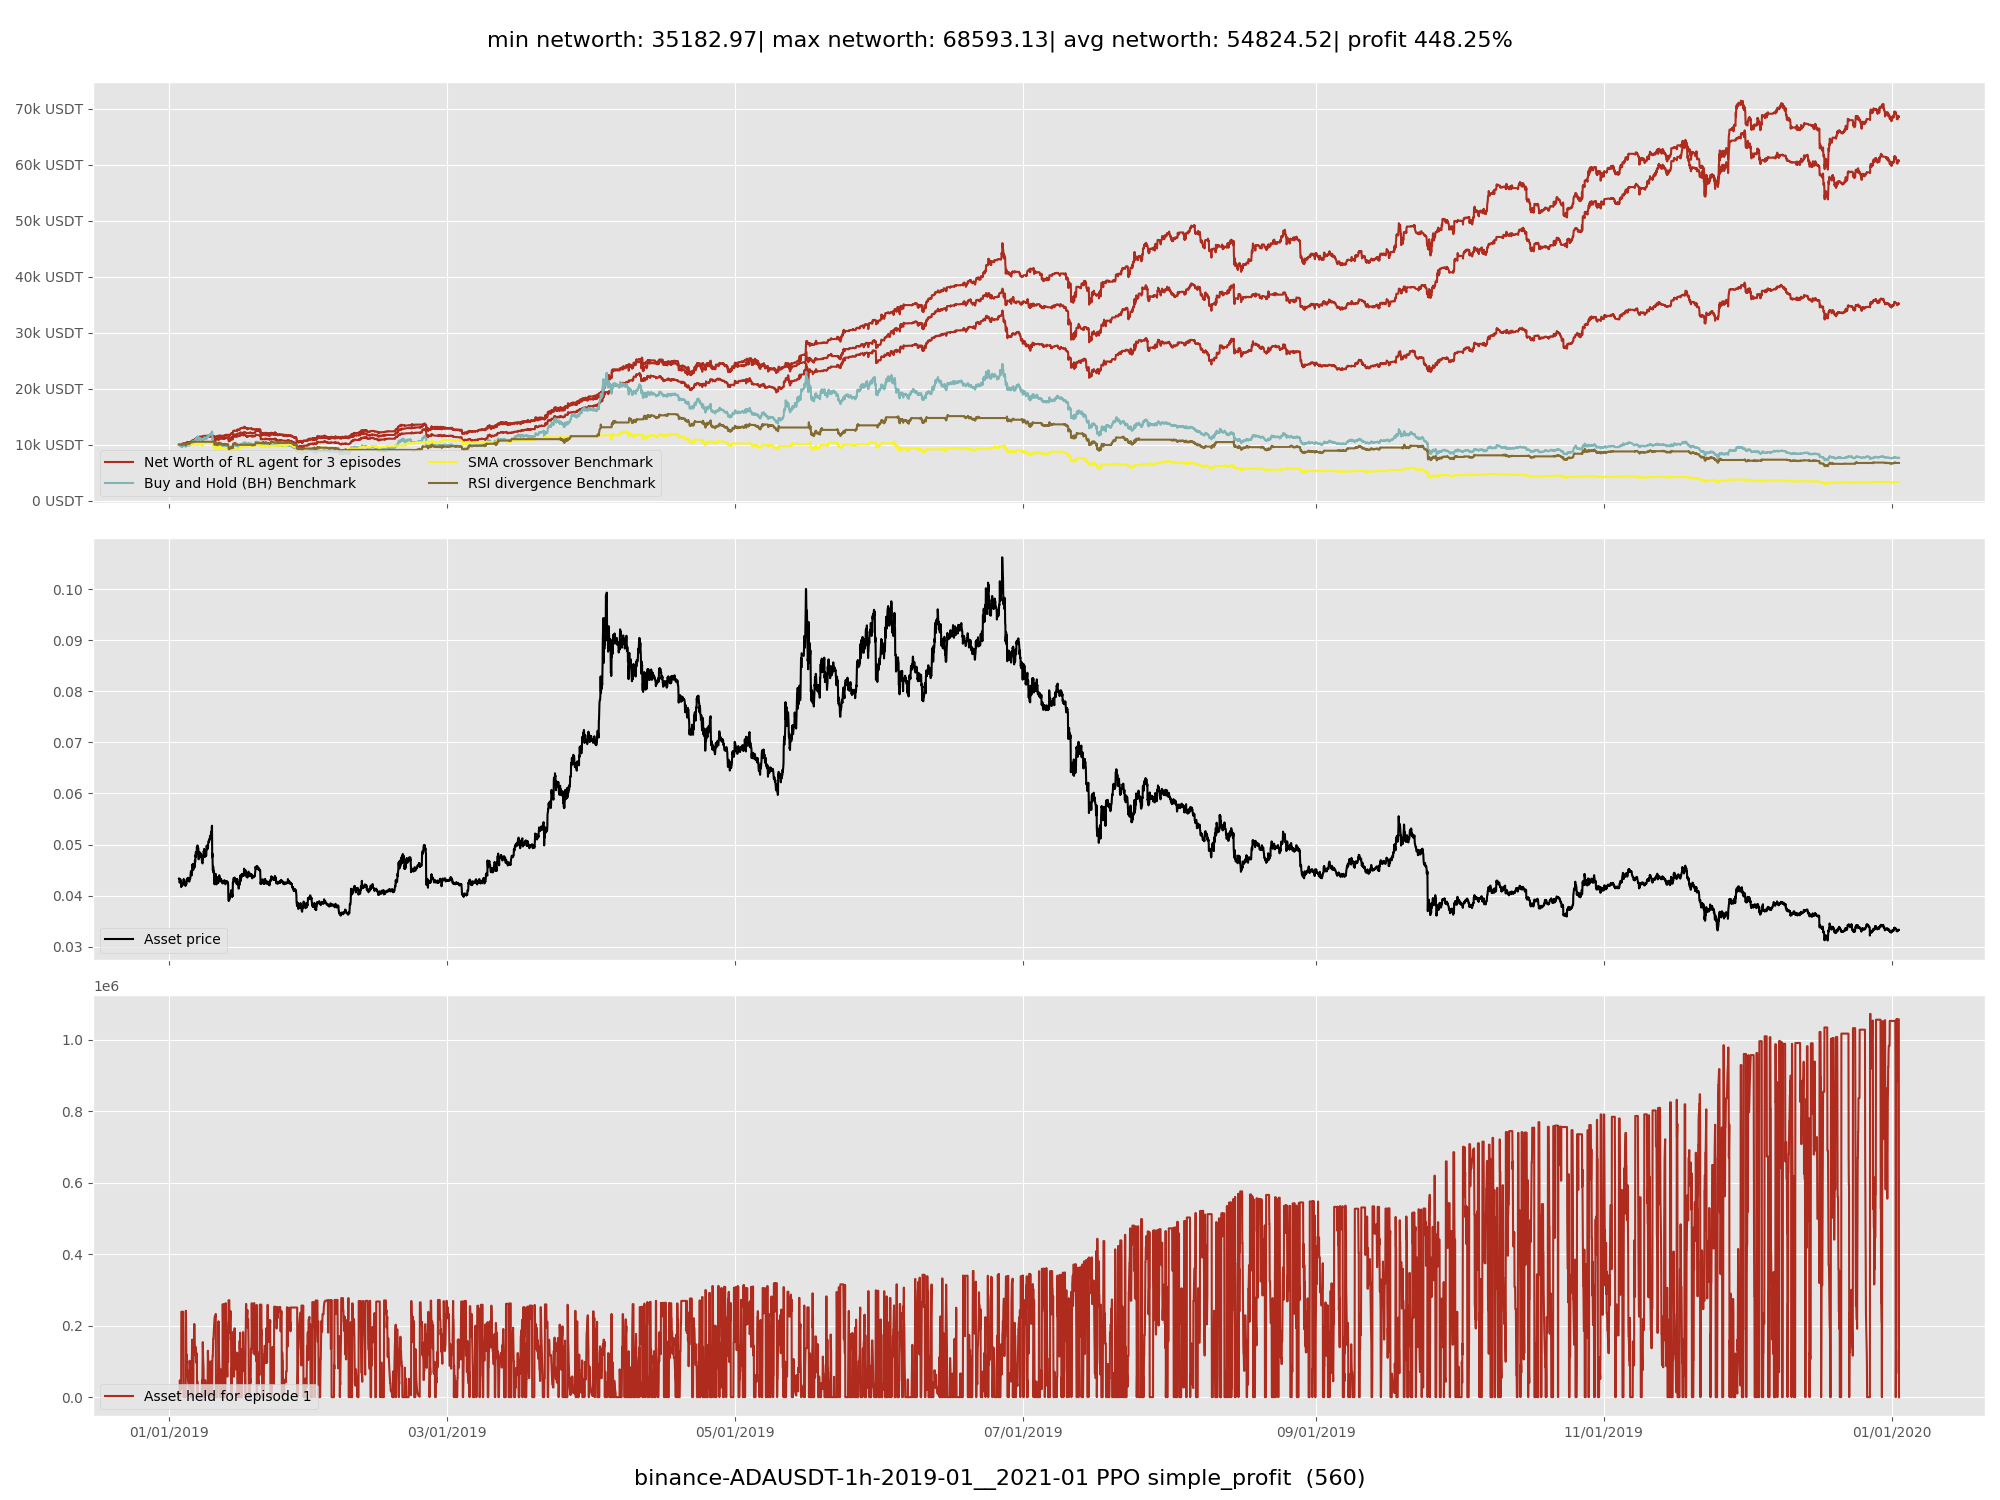 min networth: 35182.97| max networth: 68593.13| avg networth: 54824.52| profit 448.25%
70k USDT
60k USDT
50k USDT
40k USDT
30k USDT
20k USDT
10k USDT
0 USDT
Net Worth of RL agent for 3 episodes
Buy and Hold (BH) Benchmark
SMA crossover Benchmark
RSI divergence Benchmark
0.10
0.09
0.08
0.07
0.06
0.05
0.04
0.03
Asset price
1e6
1.0
0.8
0.6
0.4
0.2
0.0
Asset held for episode 1
01/01/2019 03/01/2019 05/01/2019 07/01/2019 09/01/2019 11/01/2019 01/01/2020
binance-ADAUSDT-1h-2019-01__2021-01 PPO simple_profit (560)